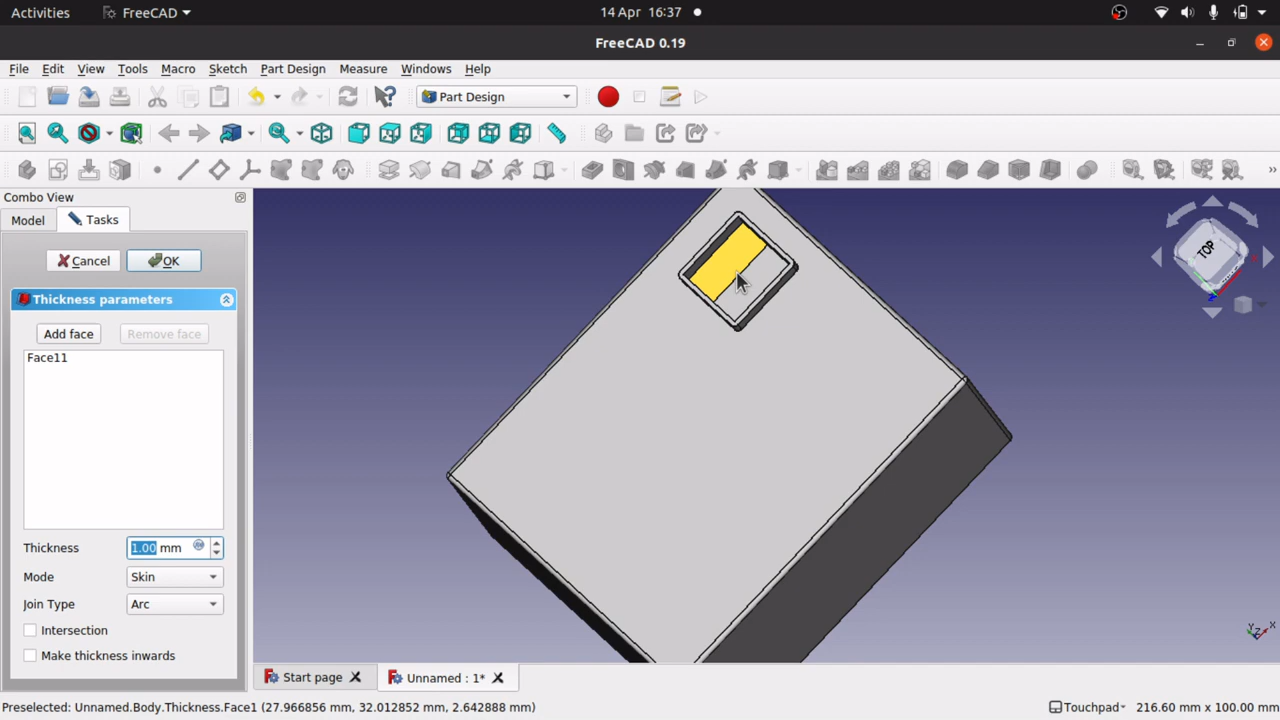 Activities
FreeCAD
14 Apr 16:37
FreeCAD 0.19
File Edit View Tools Macro Sketch Part Design Measure Windows Help
Part Design
Combo View
Model
Tasks
Cancel
OK
Thickness parameters
Add face
Remove face
Face11
Thickness
1.00 mm
Mode
Skin
Join Type
Arc
Intersection
Make thickness inwards
TOP
Z
Y
Z
X
Start page
Unnamed : 1*
Preselected: Unnamed.Body.Thickness.Face1 (27.966856 mm, 32.012852 mm, 2.642888 mm)
Touchpad
216.60 mm x 100.00 mm